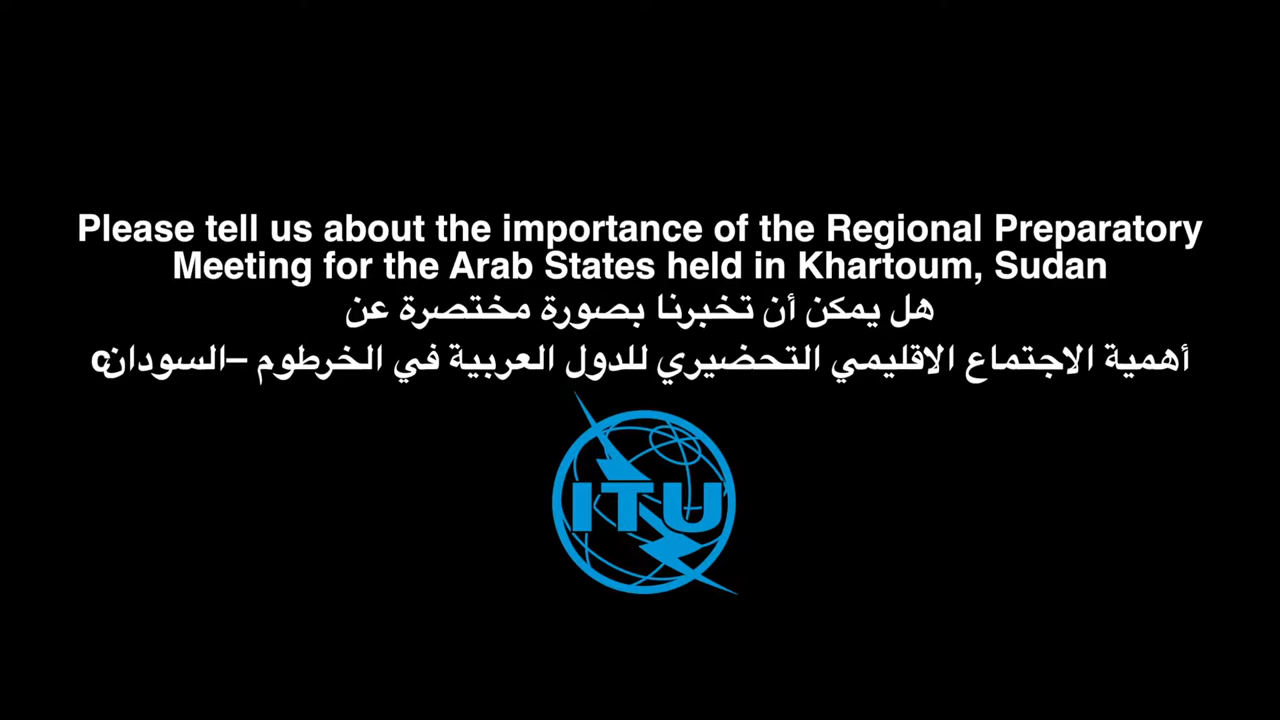 Please tell us about the importance of the Regional Preparatory
Meeting for the Arab States held in Khartoum, Sudan
هل يمكن أن تخبرنا بصورة مختصرة عن
أهمية الاجتماع الاقليمي التحضيري للدول العربية في الخرطوم –السودانc
ITU